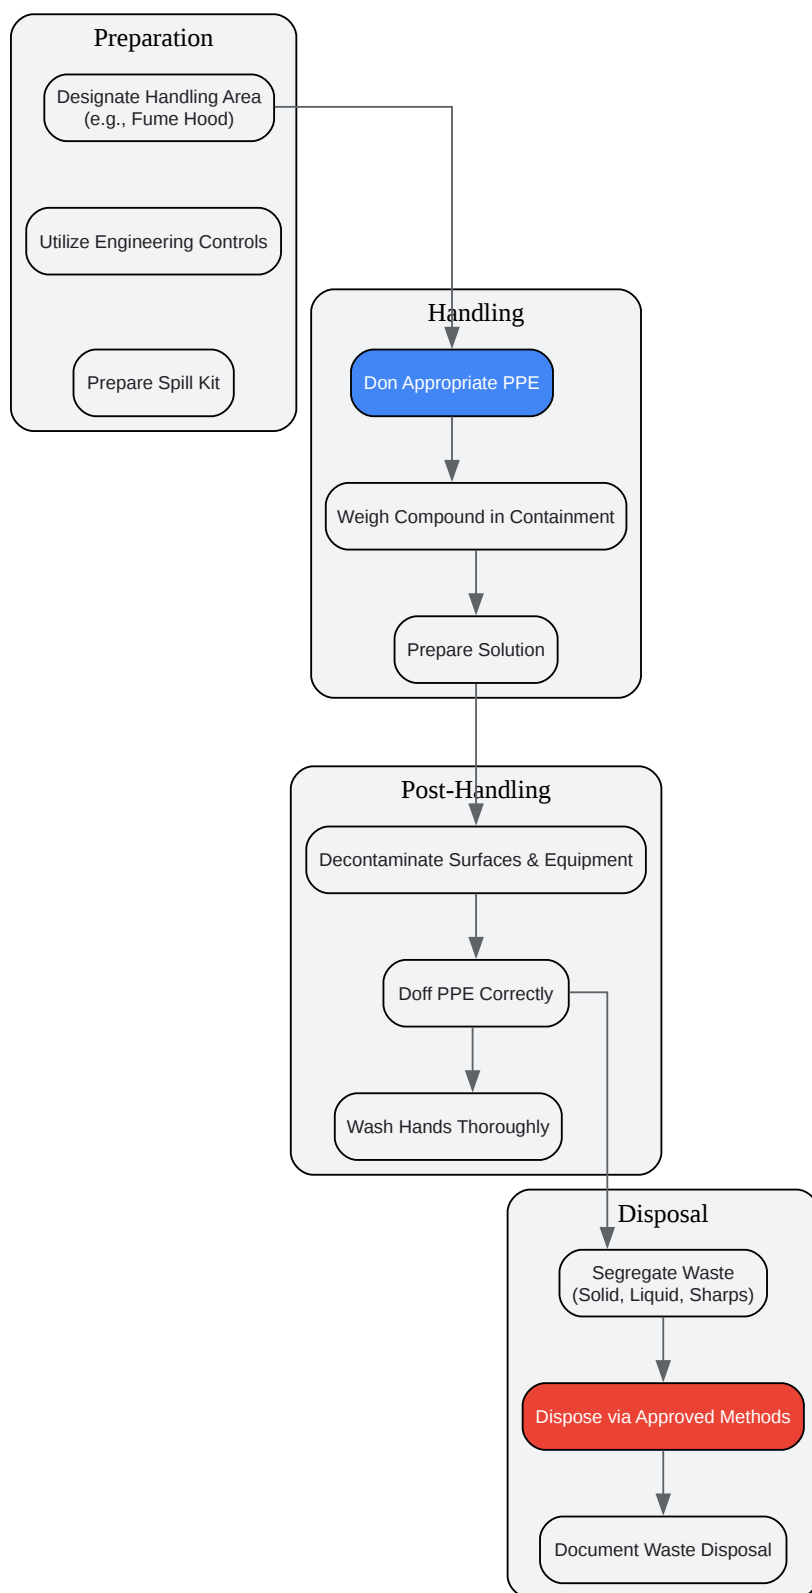 Preparation
Designate Handling Area
(e.g., Fume Hood)
Utilize Engineering Controls
Prepare Spill Kit
Handling
Don Appropriate PPE
Weigh Compound in Containment
Prepare Solution
Post-Handling
Decontaminate Surfaces & Equipment
Doff PPE Correctly
Wash Hands Thoroughly
Disposal
Segregate Waste
(Solid, Liquid, Sharps)
Dispose via Approved Methods
Document Waste Disposal